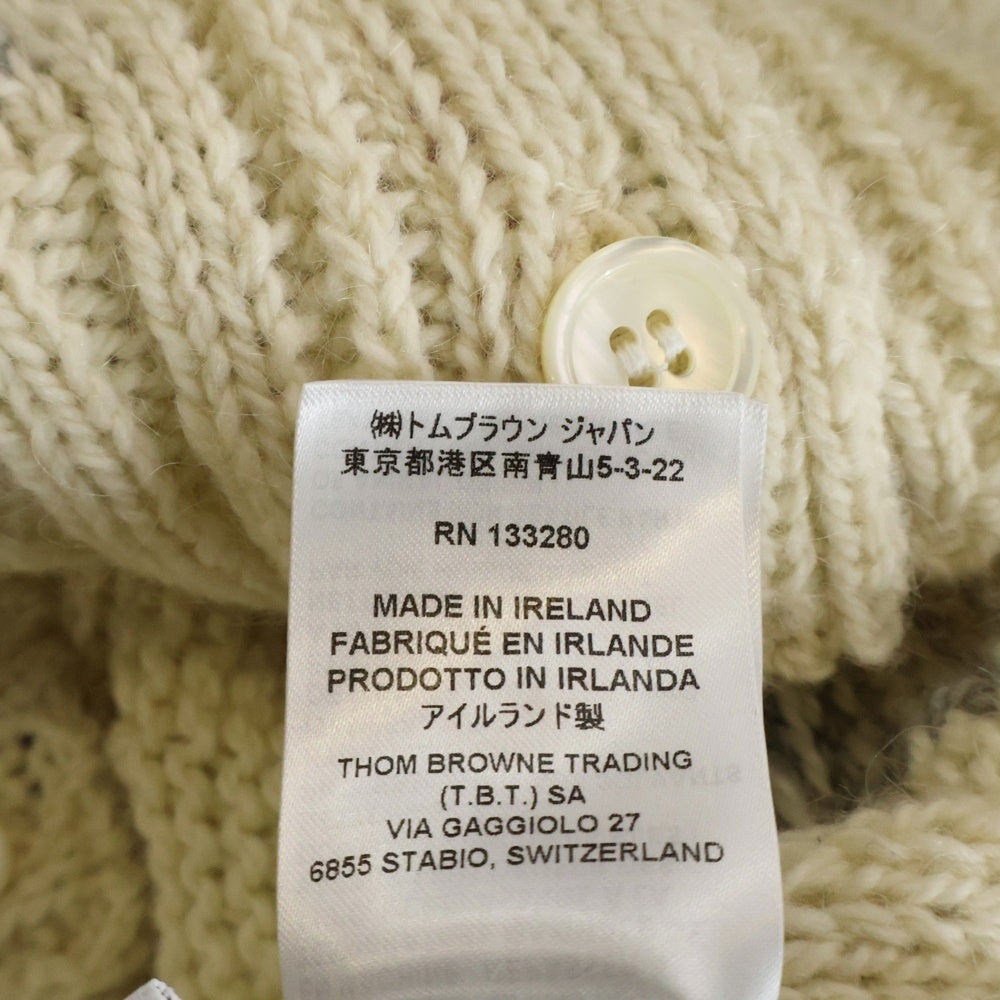 ㈱トムブラウン ジャパン
東京都港区南青山5-3-22
RN 133280
MADE IN IRELAND
FABRIQUÉ EN IRLANDE
PRODOTTO IN IRLANDA
アイルランド製
THOM BROWNE TRADING
(T.B.T.) SA
VIA GAGGIOLO 27
6855 STABIO, SWITZERLAND